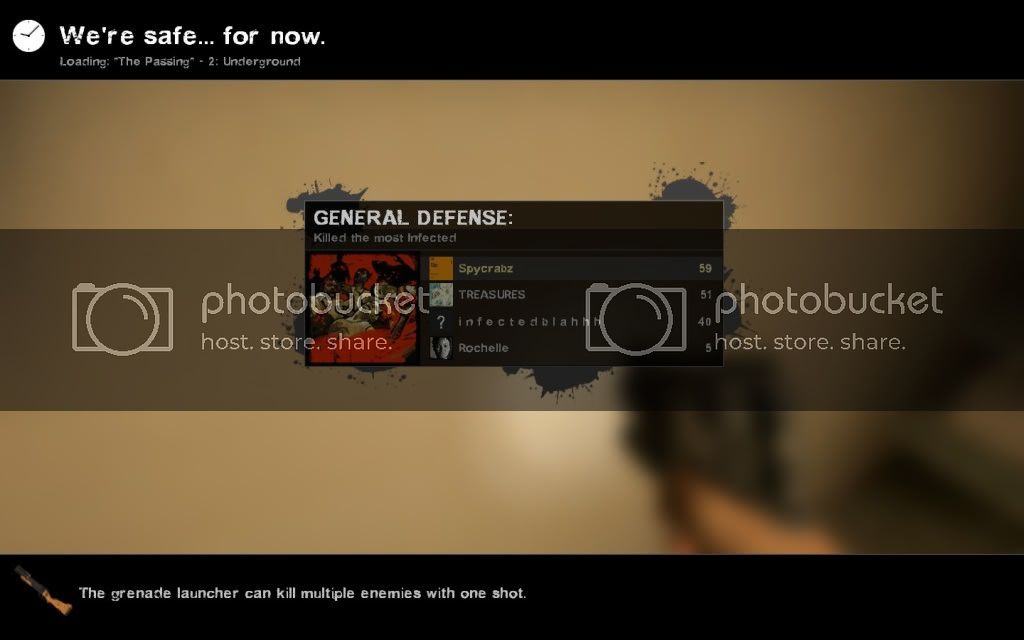 We're safe... for now.
Loading: "The Passing" - 2: Underground
GENERAL DEFENSE:
Killed the most Infected
Spycrabz 59
TREASURES 51
? i n f e c t e d b l a h h h 40
Rochelle 5
photobucket
host. store. share.
photobucket
host. store. share.
The grenade launcher can kill multiple enemies with one shot.